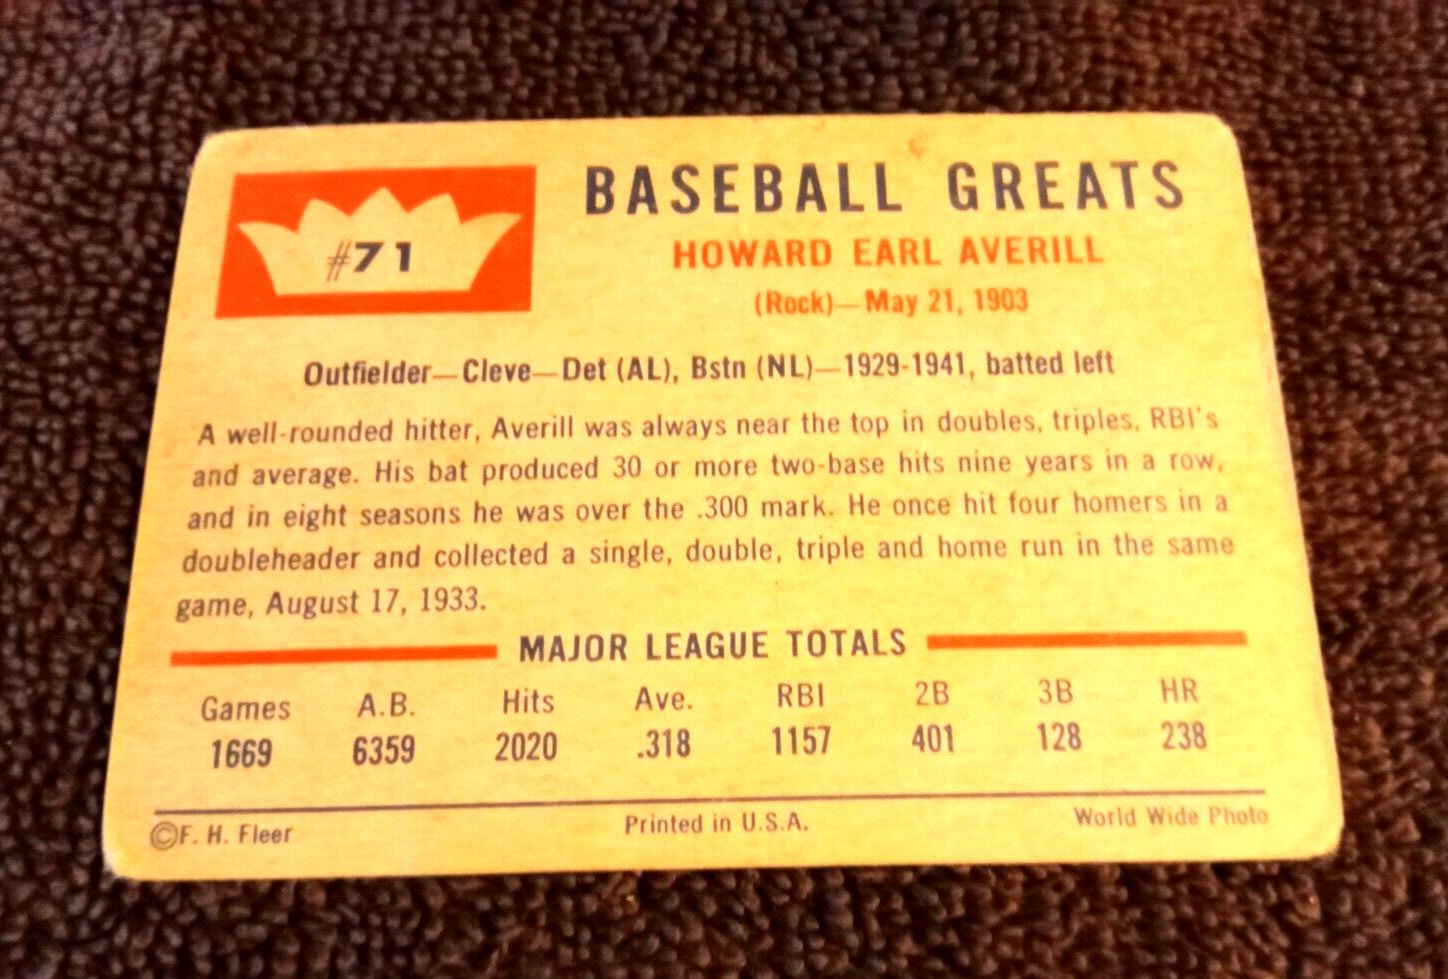 #71
BASEBALL GREATS
HOWARD EARL AVERILL
(Rock)—May 21, 1903
Outfielder—Cleve—Det (AL), Bstn (NL)—1929-1941, batted left
A well-rounded hitter, Averill was always near the top in doubles, triples, RBI's
and average. His bat produced 30 or more two-base hits nine years in a row,
and in eight seasons he was over the .300 mark. He once hit four homers in a
doubleheader and collected a single, double, triple and home run in the same
game, August 17, 1933.
MAJOR LEAGUE TOTALS
Games A.B. Hits Ave. RBI 2B 3B HR
1669 6359 2020 .318 1157 401 128 238
©F. H. Fleer Printed in U.S.A. World Wide Photo